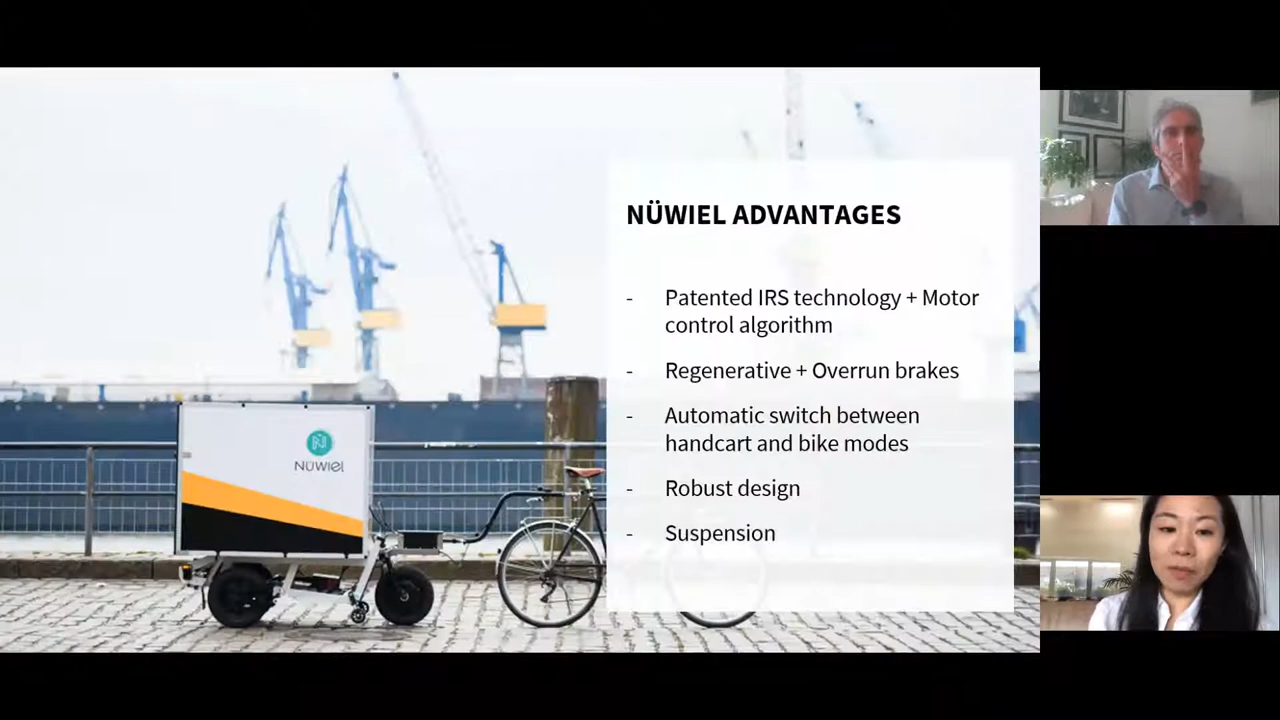 NÜWIEL ADVANTAGES
- Patented IRS technology + Motor
control algorithm
- Regenerative + Overrun brakes
- Automatic switch between
handcart and bike modes
- Robust design
- Suspension
N
NÜWIEL